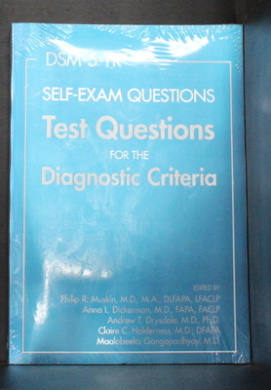 DSM-5-TR
SELF-EXAM QUESTIONS
Test Questions
FOR THE
Diagnostic Criteria
EDITED BY
Philip R. Muskin, M.D., M.A., DLFAPA, LFACLP
Anna L. Dickerman, M.D., FAPA, FACLP
Andrew T. Drysdale, M.D., Ph.D.
Claire C. Holderness, M.D., DFAPA
Maalobeeka Gangopadhyay, M.D.